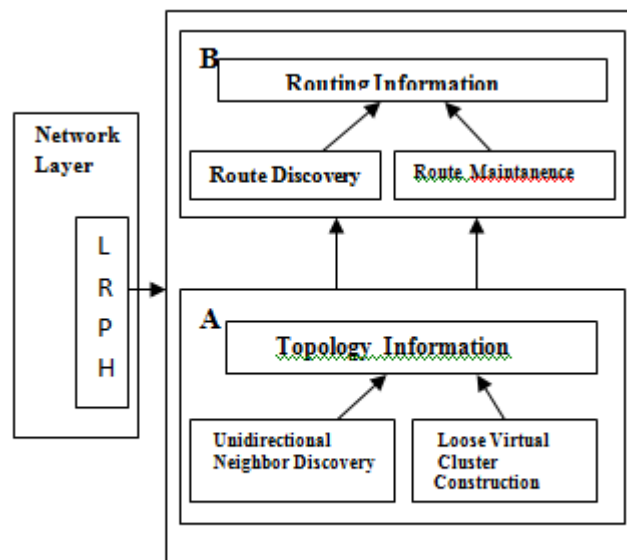 B
Routing Information
Network
Layer
Route Discovery
Route Maintanence
L
R
P
H
A
Topology Information
Unidirectional
Neighbor Discovery
Loose Virtual
Cluster
Construction